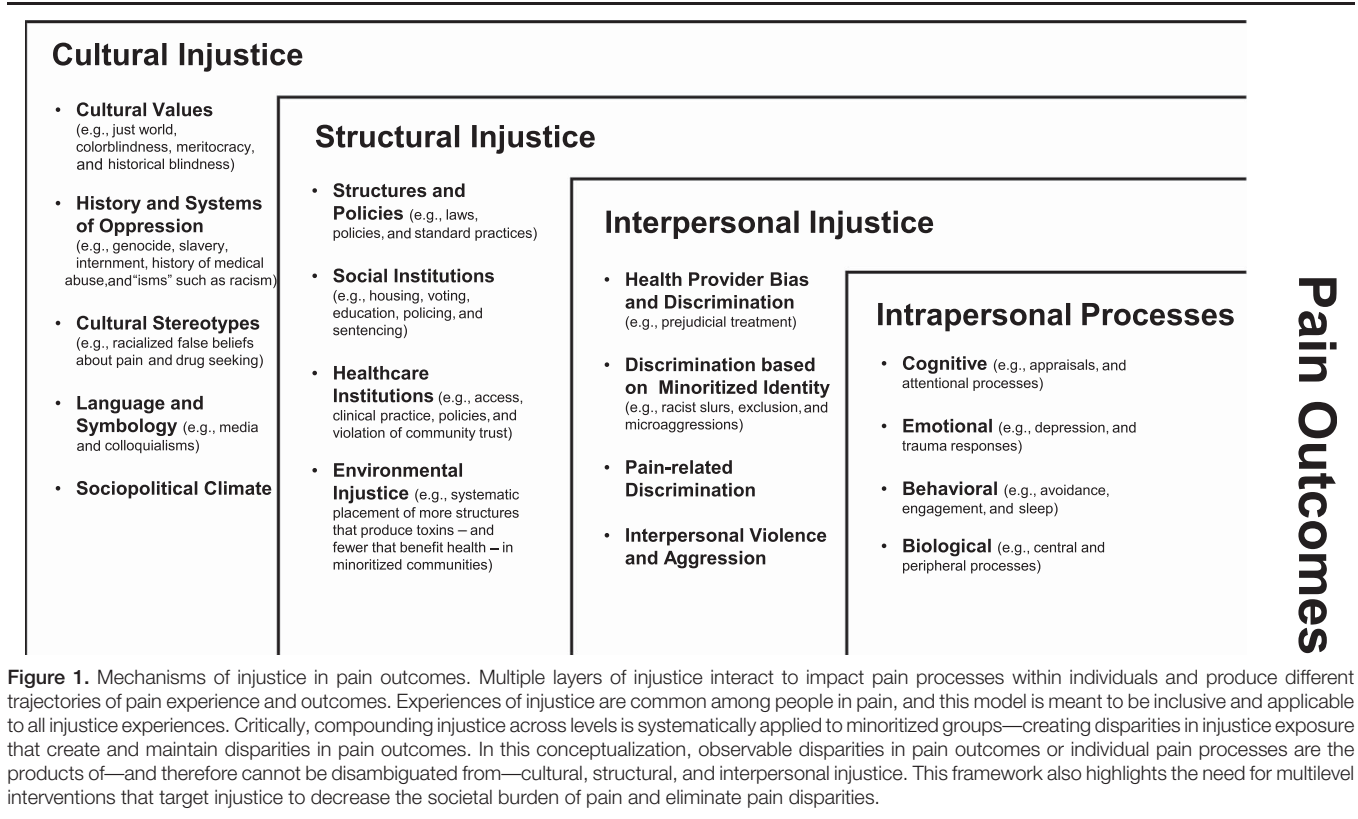 Cultural Injustice
• Cultural Values
(e.g., just world,
colorblindness, meritocracy,
and historical blindness)
• History and Systems
of Oppression
(e.g., genocide, slavery,
internment, history of medical
abuse,and“isms” such as racism)
• Cultural Stereotypes
(e.g., racialized false beliefs
about pain and drug seeking)
• Language and
Symbology (e.g., media
and colloquialisms)
• Sociopolitical Climate
Structural Injustice
• Structures and
Policies (e.g., laws,
policies, and standard practices)
• Social Institutions
(e.g., housing, voting,
education, policing, and
sentencing)
• Healthcare
Institutions (e.g., access,
clinical practice, policies, and
violation of community trust)
• Environmental
Injustice (e.g., systematic
placement of more structures
that produce toxins – and
fewer that benefit health – in
minoritized communities)
Interpersonal Injustice
• Health Provider Bias
and Discrimination
(e.g., prejudicial treatment)
• Discrimination based
on Minoritized Identity
(e.g., racist slurs, exclusion, and
microaggressions)
• Pain-related
Discrimination
• Interpersonal Violence
and Aggression
Intrapersonal Processes
• Cognitive (e.g., appraisals, and
attentional processes)
• Emotional (e.g., depression, and
trauma responses)
• Behavioral (e.g., avoidance,
engagement, and sleep)
• Biological (e.g., central and
peripheral processes)
Pain Outcomes
Figure 1. Mechanisms of injustice in pain outcomes. Multiple layers of injustice interact to impact pain processes within individuals and produce different
trajectories of pain experience and outcomes. Experiences of injustice are common among people in pain, and this model is meant to be inclusive and applicable
to all injustice experiences. Critically, compounding injustice across levels is systematically applied to minoritized groups—creating disparities in injustice exposure
that create and maintain disparities in pain outcomes. In this conceptualization, observable disparities in pain outcomes or individual pain processes are the
products of—and therefore cannot be disambiguated from—cultural, structural, and interpersonal injustice. This framework also highlights the need for multilevel
interventions that target injustice to decrease the societal burden of pain and eliminate pain disparities.